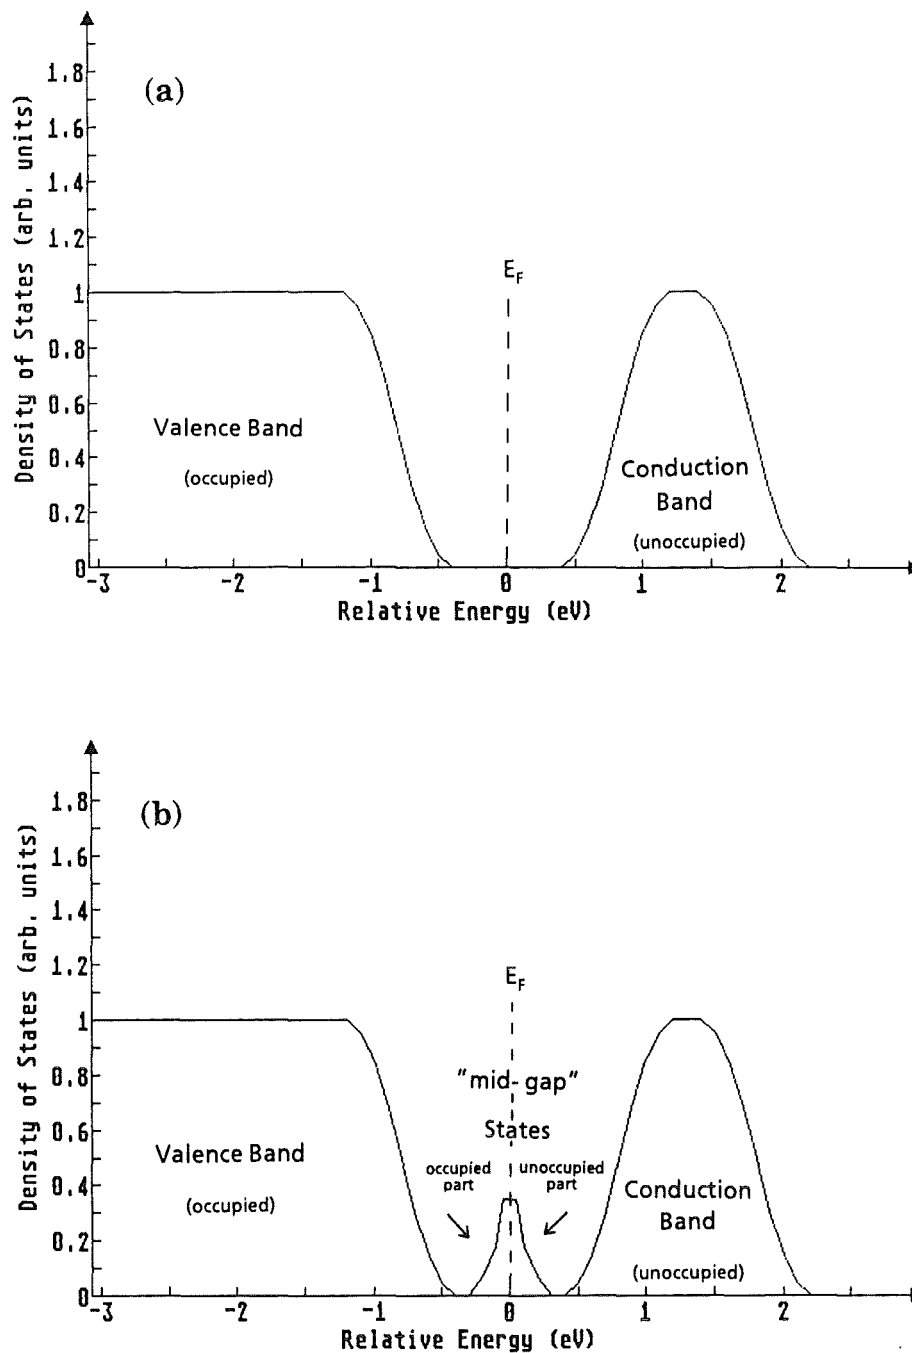 (a)
Density of States (arb. units)
1.8
1.6
1.4
1.2
1
0.8
0.6
0.4
0.2
0
E_F
Valence Band
(occupied)
Conduction
Band
(unoccupied)
-3 -2 -1 0 1 2
Relative Energy (eV)
(b)
Density of States (arb. units)
1.8
1.6
1.4
1.2
1
0.8
0.6
0.4
0.2
0
E_F
"mid-gap"
States
occupied
part
unoccupied
part
Valence Band
(occupied)
Conduction
Band
(unoccupied)
-3 -2 -1 0 1 2
Relative Energy (eV)